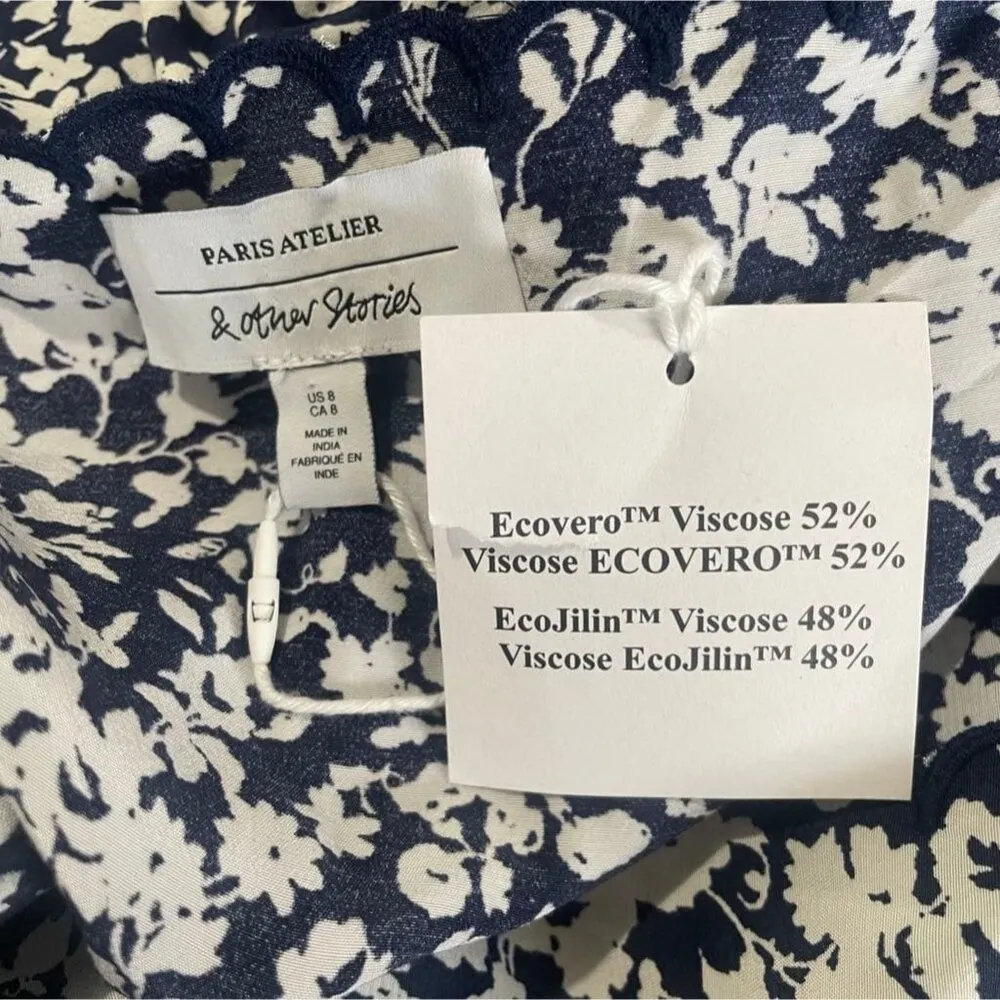 PARIS ATELIER
& other Stories
US 8
CA 8
MADE IN
INDIA
FABRIQUÉ EN
INDE
Ecovero™ Viscose 52%
Viscose ECOVERO™ 52%
EcoJilin™ Viscose 48%
Viscose EcoJilin™ 48%